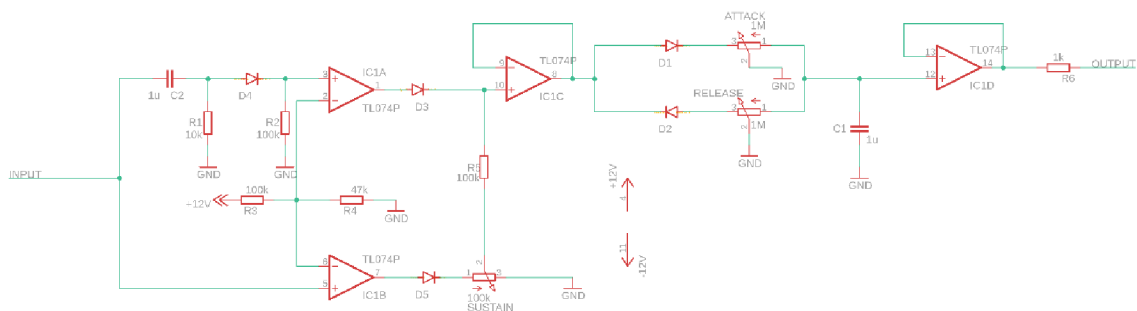 ATTACK
1M
3
1
2
GND
D1
TL074P
9
8
10
IC1C
TL074P
13
14
12
IC1D
1k
R6
OUTPUT
1u
C2
D4
IC1A
3
1
2
TL074P
D3
R1
10k
GND
R2
100k
GND
RELEASE
D2
3
1
2
1M
GND
C1
1u
GND
R5
100k
INPUT
+12V
100k
R3
47k
R4
GND
+12V
4
11
-12V
TL074P
6
7
5
IC1B
D5
1
2
3
100k
SUSTAIN
GND